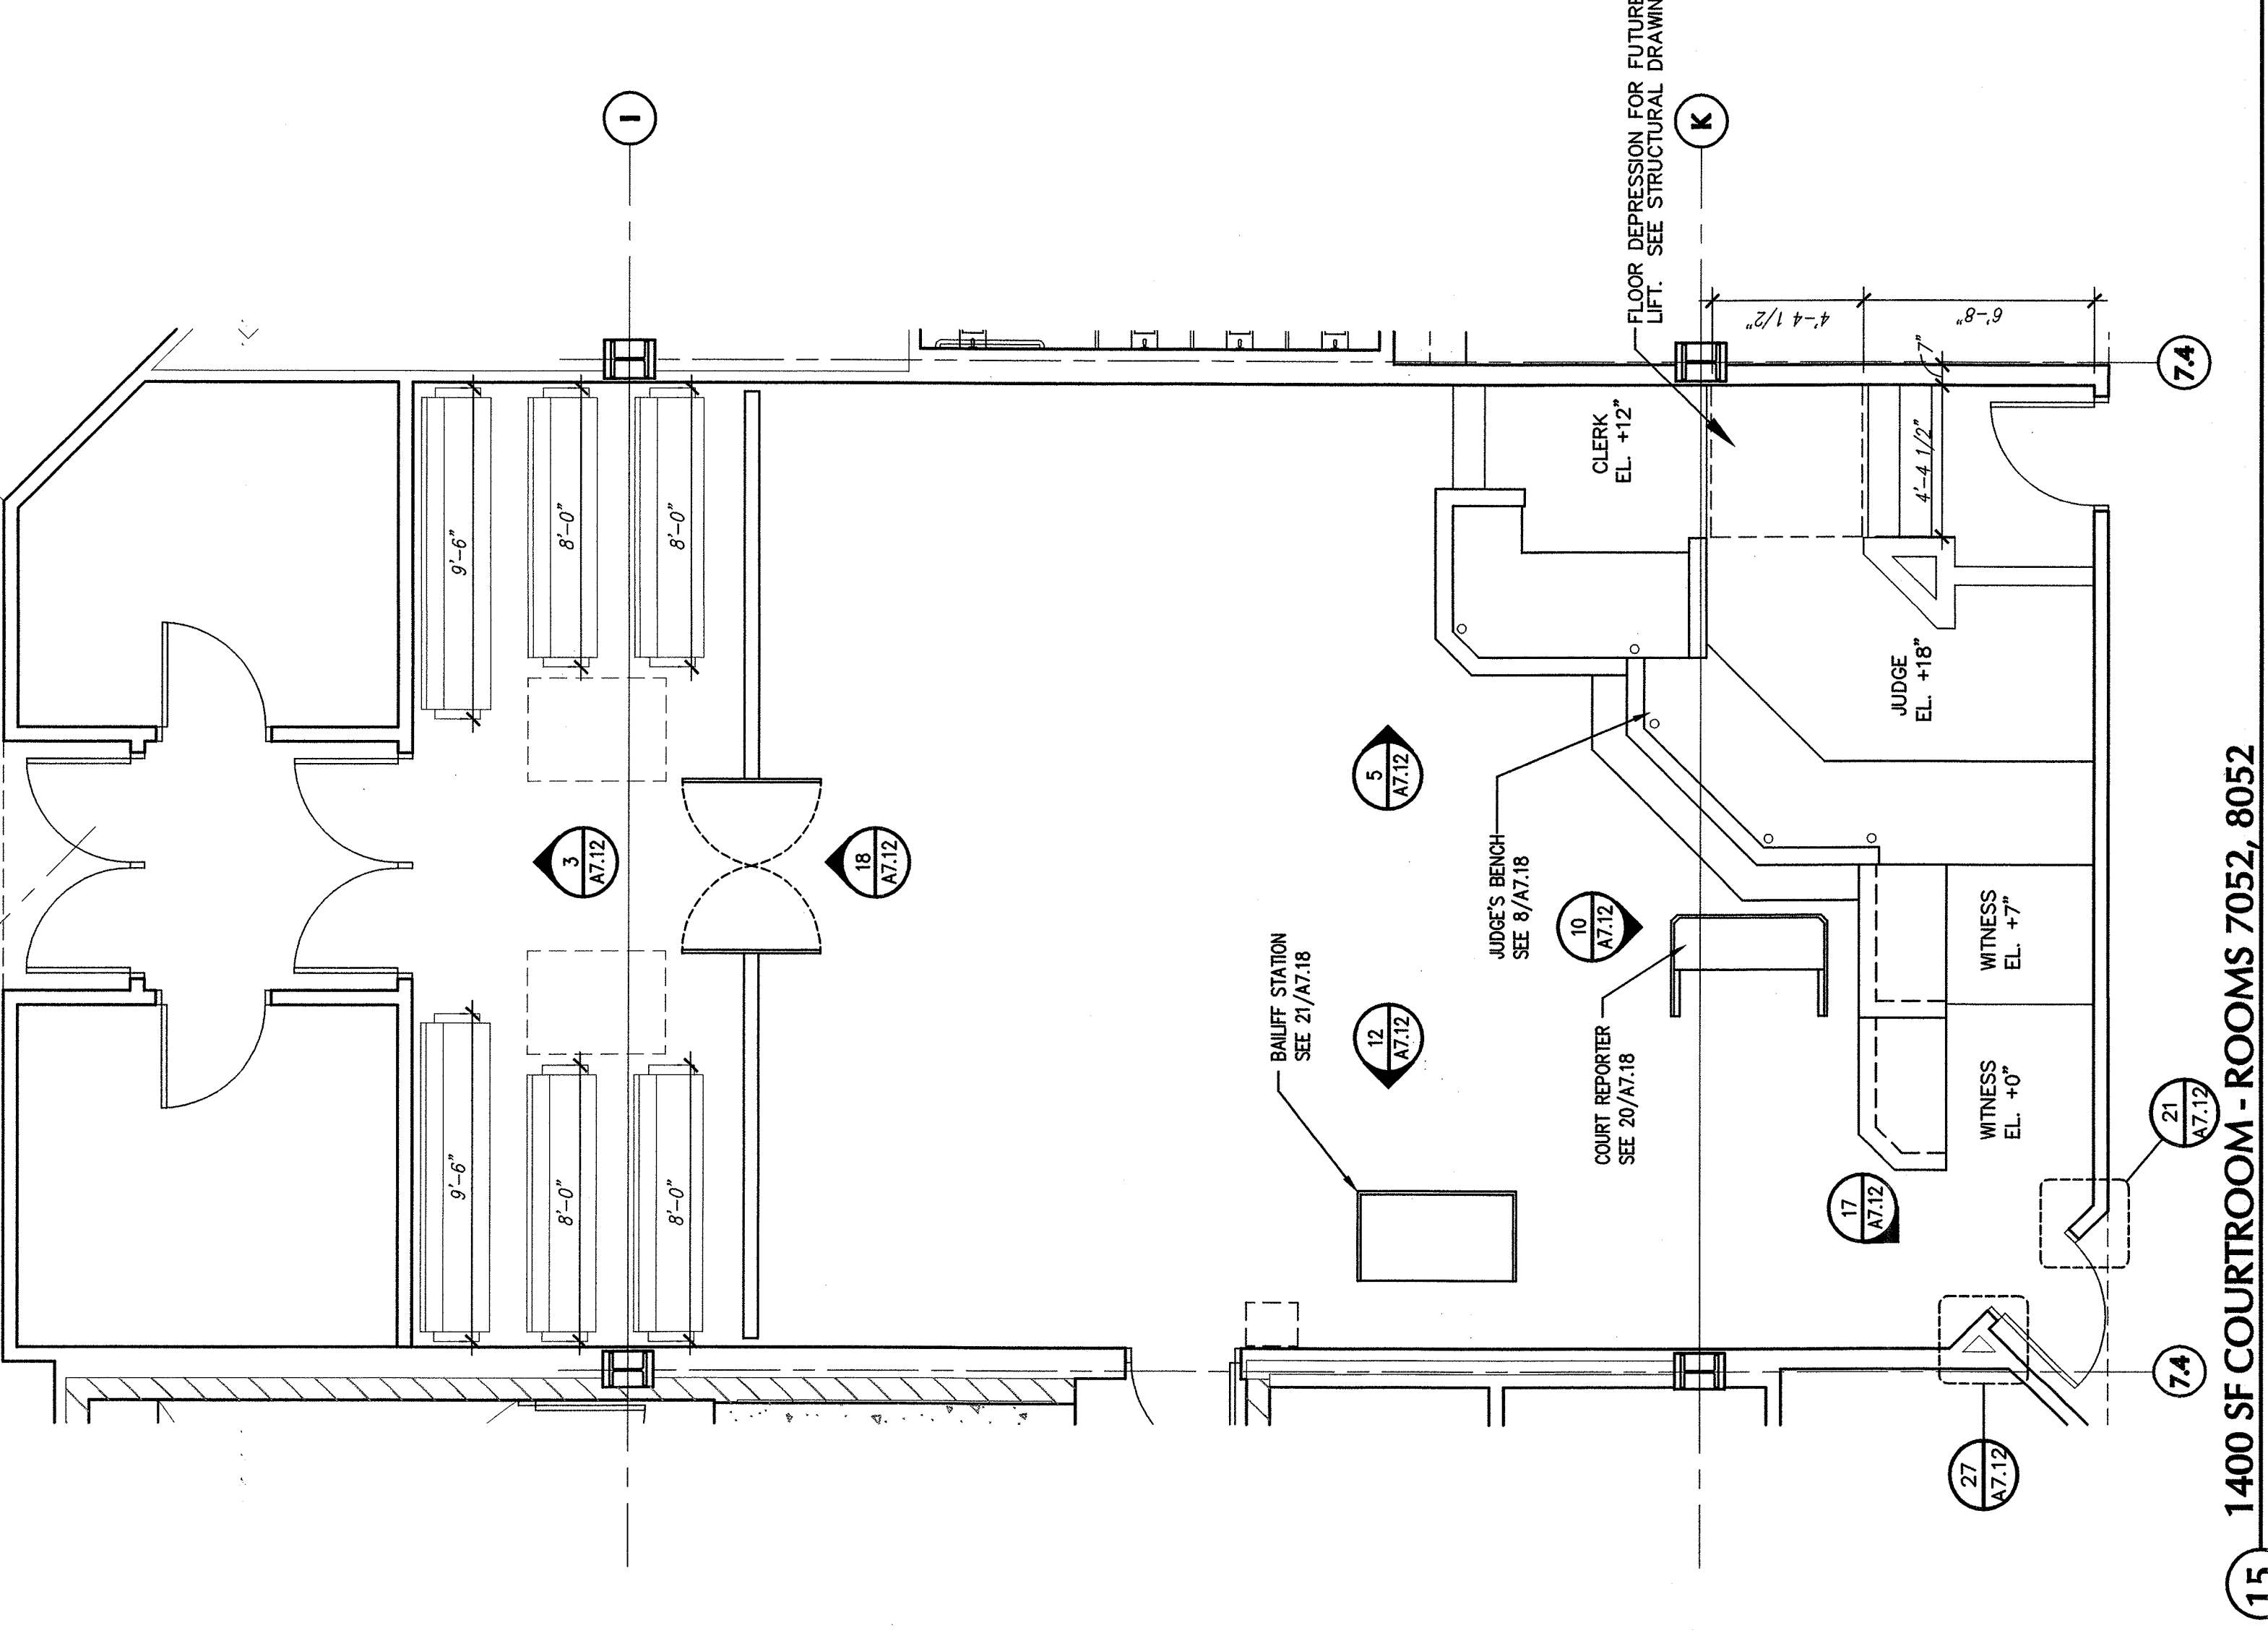 I
FLOOR DEPRESSION FOR FUTURE
LIFT. SEE STRUCTURAL
K
9'-6"
8'-0"
8'-0"
CLERK
EL. +12"
4'-4 1/2"
6'-8"
7"
4'-4 1/2"
7.4
3
A7.12
18
A7.12
5
A7.12
JUDGE'S BENCH
SEE 8/A7.18
JUDGE
EL. +18"
BAILIFF STATION
SEE 21/A7.18
12
A7.12
10
A7.12
COURT REPORTER
SEE 20/A7.18
WITNESS
EL. +7"
WITNESS
EL. +0"
9'-6"
8'-0"
8'-0"
17
A7.12
21
A7.12
27
A7.12
7.4
15
1400 SF COURTROOM - ROOMS 7052, 8052